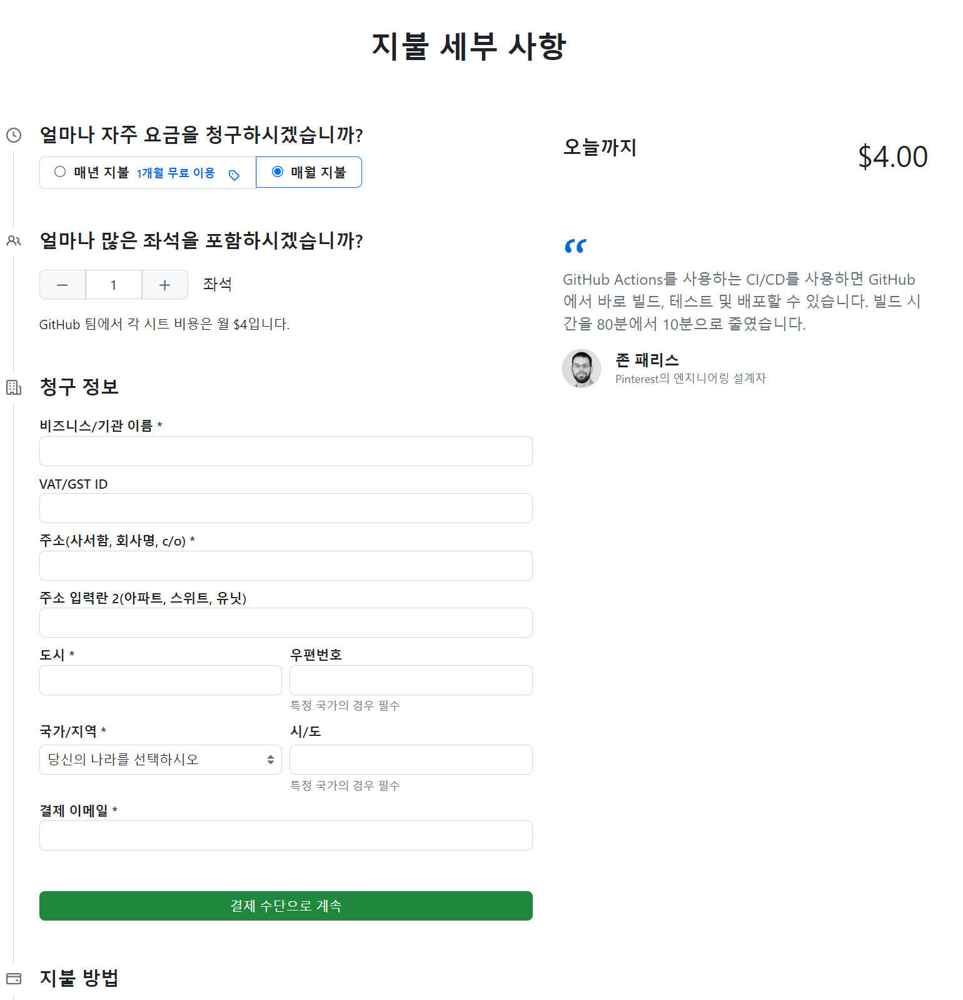 지불 세부 사항
얼마나 자주 요금을 청구하시겠습니까?
매년 지불 1개월 무료 이용 매월 지불
얼마나 많은 좌석을 포함하시겠습니까?
1 좌석
GitHub 팀에서 각 시트 비용은 월 $4입니다.
청구 정보
비즈니스/기관 이름 *
VAT/GST ID
주소(사서함, 회사명, c/o) *
주소 입력란 2(아파트, 스위트, 유닛)
도시 * 우편번호
특정 국가의 경우 필수
국가/지역 * 시/도
당신의 나라를 선택하시오
특정 국가의 경우 필수
결제 이메일 *
결제 수단으로 계속
지불 방법
오늘까지 $4.00
“
GitHub Actions를 사용하는 CI/CD를 사용하면 GitHub
에서 바로 빌드, 테스트 및 배포할 수 있습니다. 빌드 시
간을 80분에서 10분으로 줄였습니다.
존 패리스
Pinterest의 엔지니어링 설계자